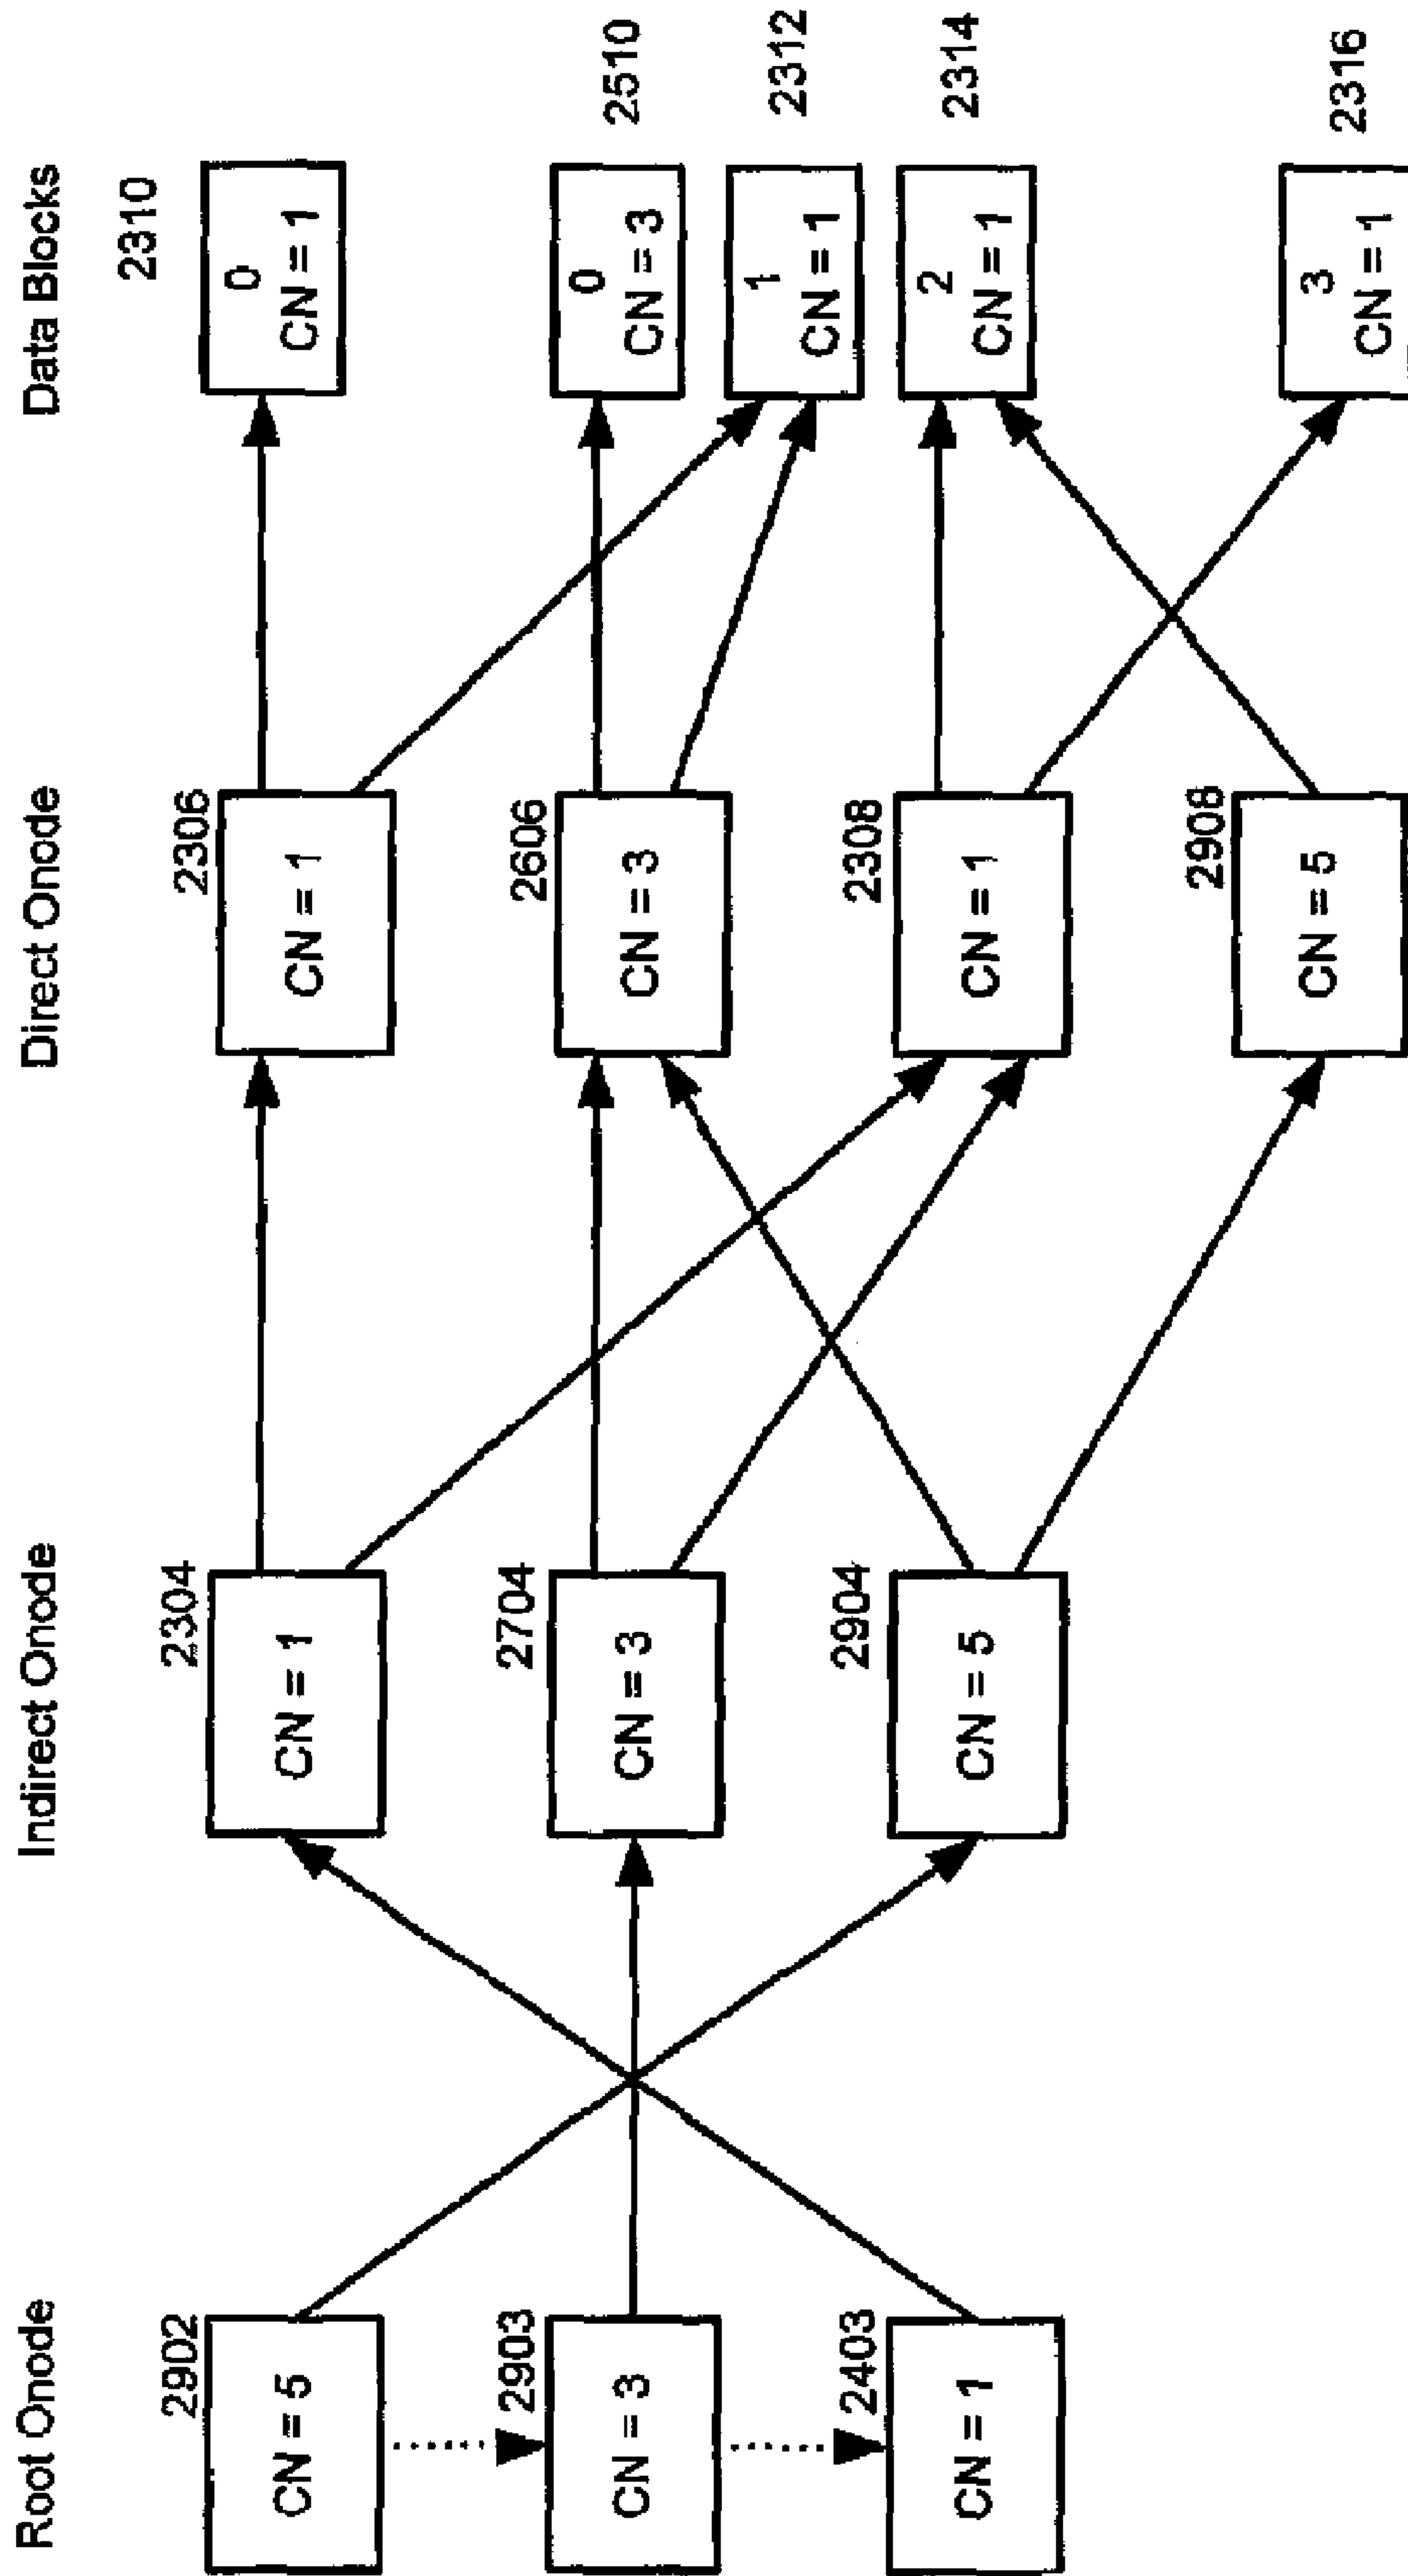 Root Onode
Indirect Onode
Direct Onode
Data Blocks
2902
CN = 5
2903
CN = 3
2403
CN = 1
2304
CN = 1
2704
CN = 3
2904
CN = 5
2306
CN = 1
2606
CN = 3
2308
CN = 1
2908
CN = 5
2310
0
CN = 1
0
CN = 3
2510
1
CN = 1
2312
2
CN = 1
2314
3
CN = 1
2316